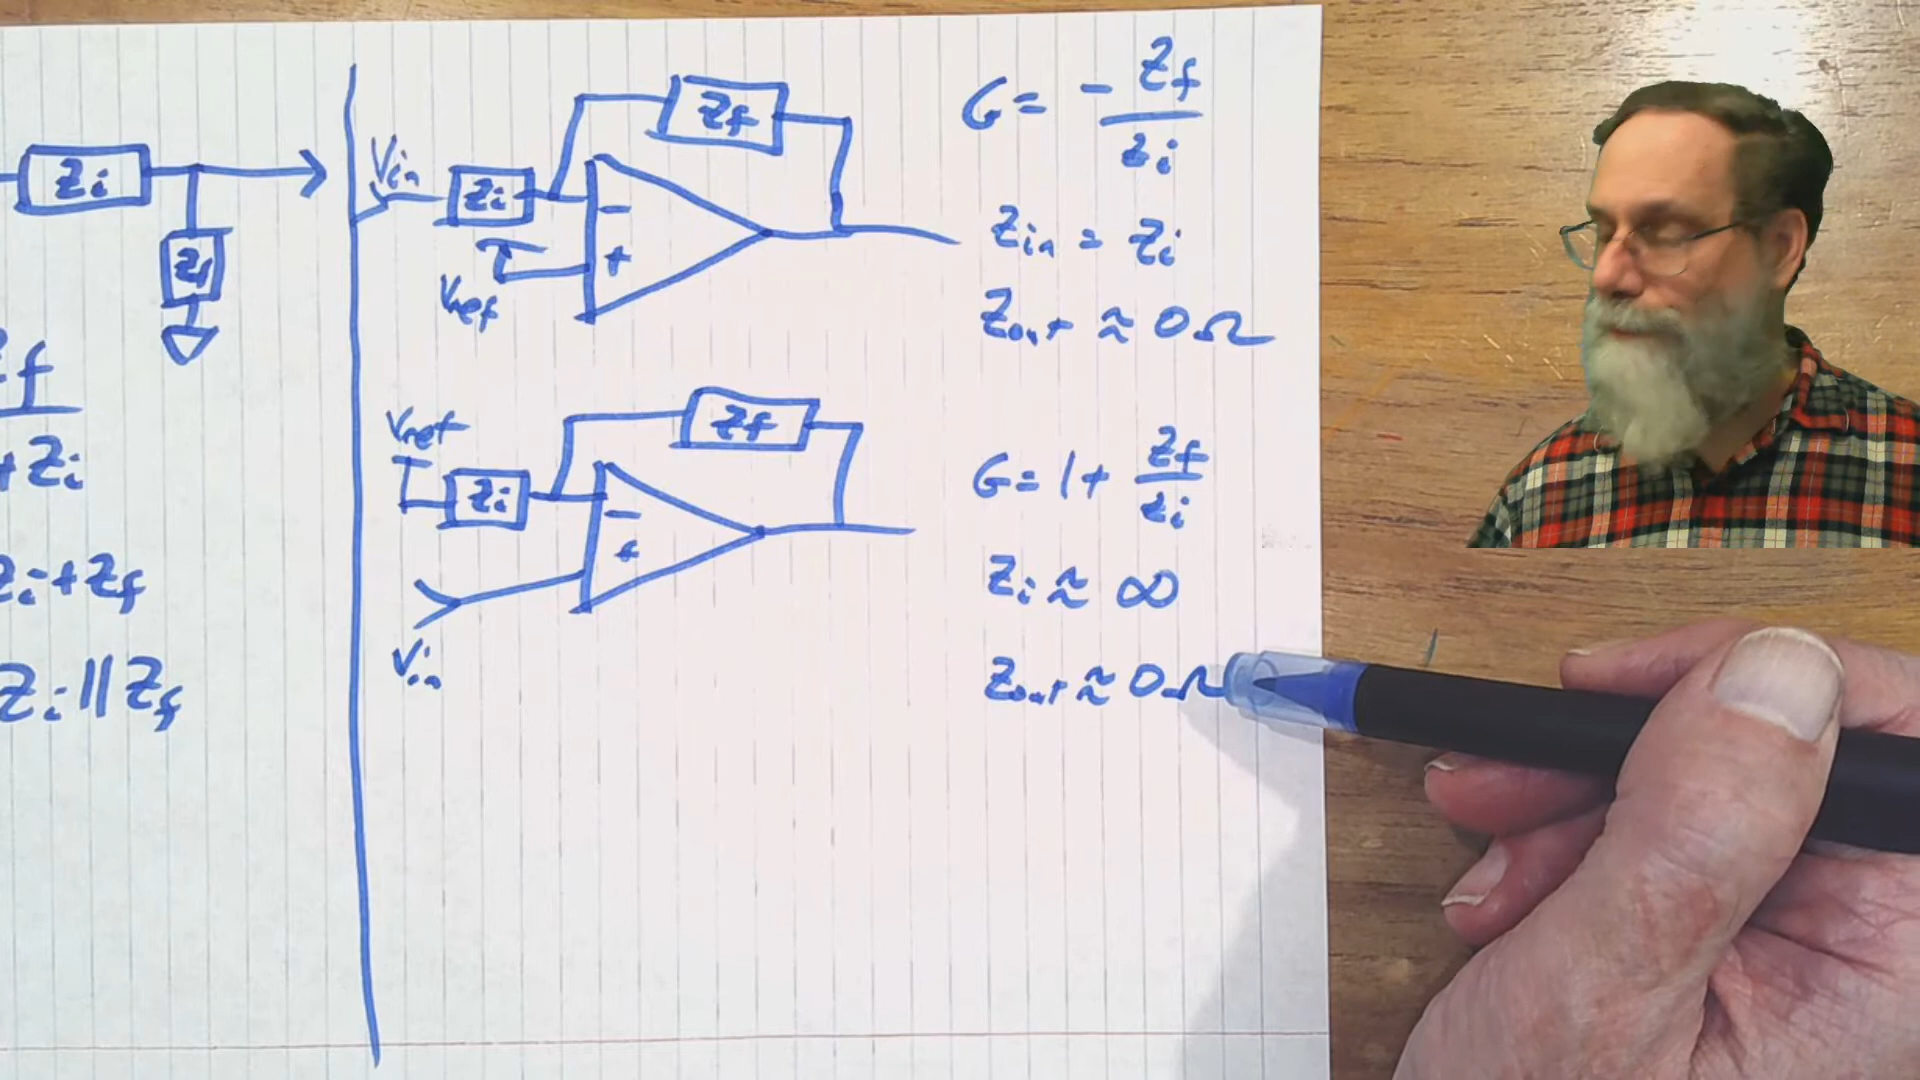 Zi
Zf
Zf
+Zi
Zi+Zf
Zi||Zf
Vin
Zi
Zf
-
+
Vref
G = - Zf
Zi
Zin = Zi
Zout ≈ 0Ω
Vref
Zi
Zf
-
+
Vin
G = 1 + Zf
Zi
Zi ≈ ∞
Zout ≈ 0Ω